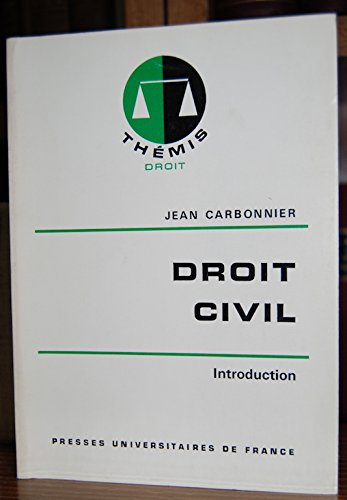 THÉMIS
DROIT
JEAN CARBONNIER
DROIT
CIVIL
Introduction
PRESSES UNIVERSITAIRES DE FRANCE